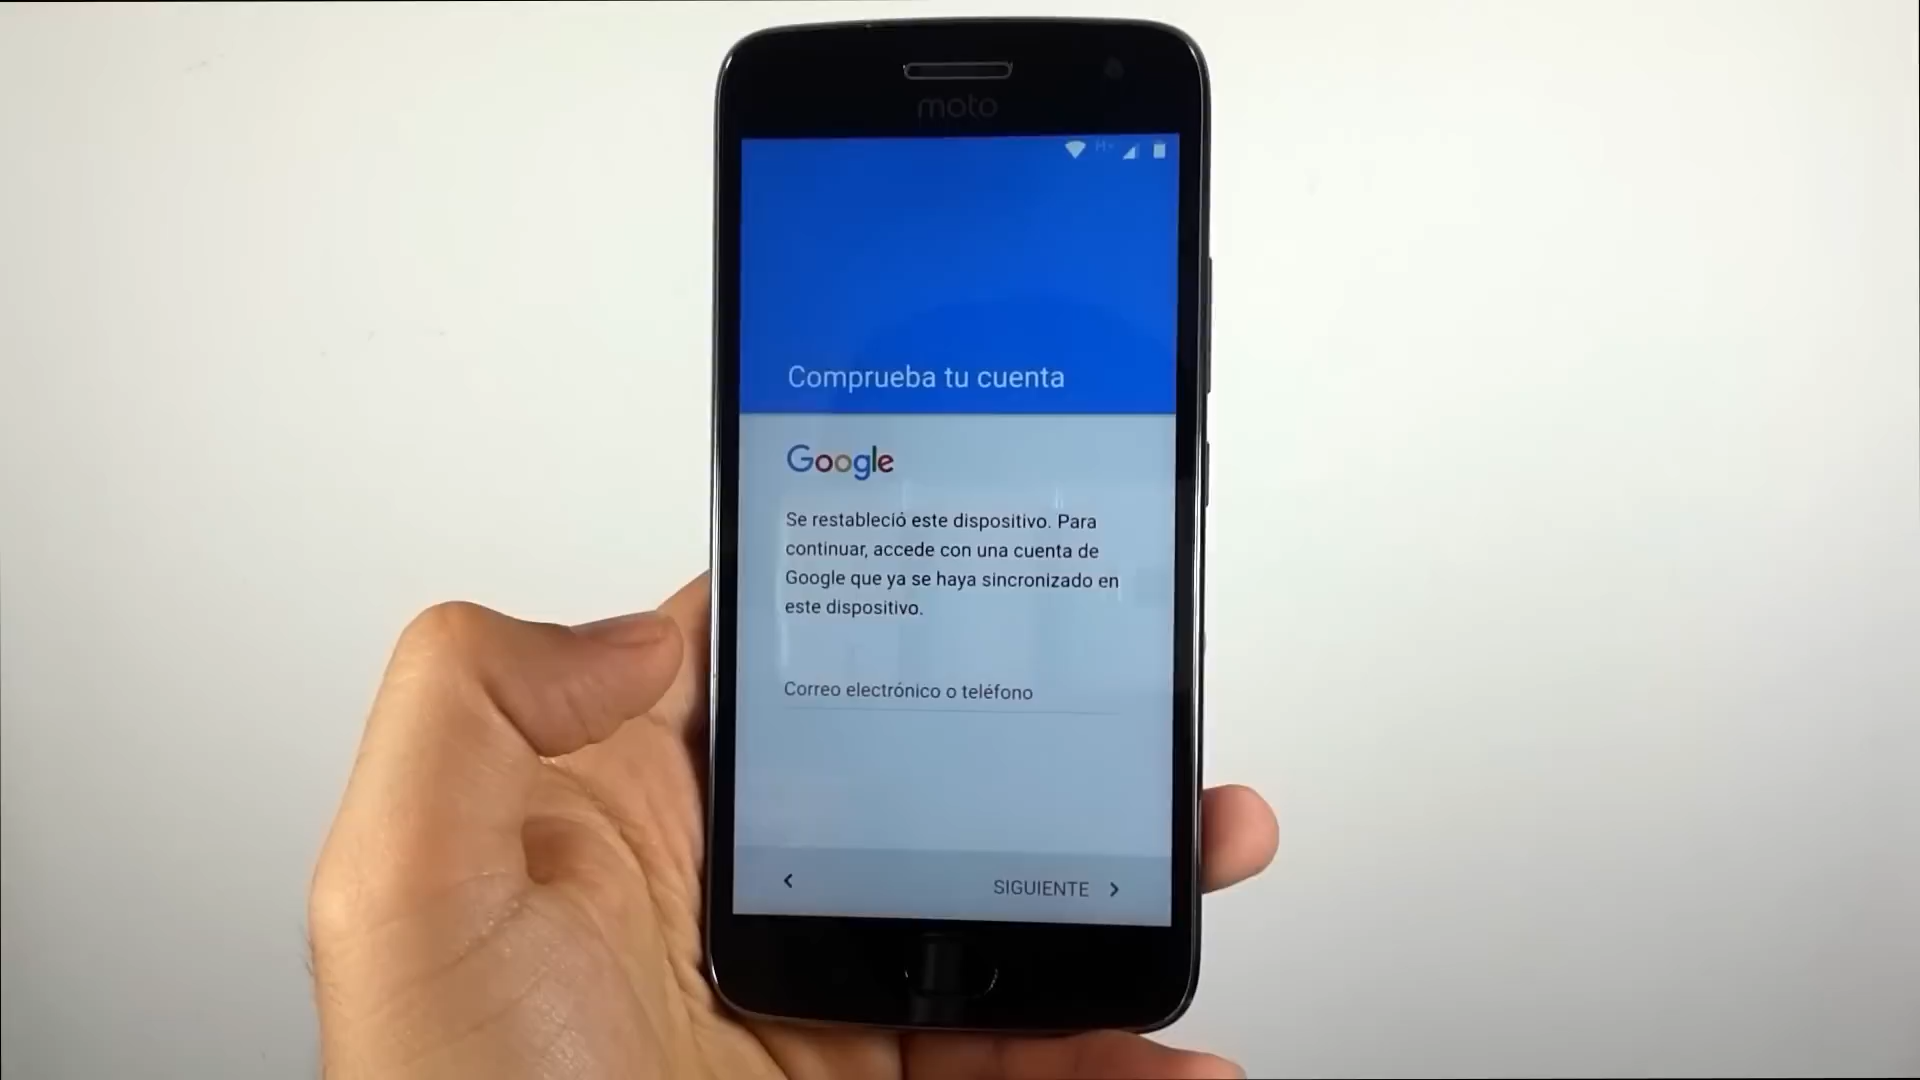 moto
H+
Comprueba tu cuenta
Google
Se restableció este dispositivo. Para
continuar, accede con una cuenta de
Google que ya se haya sincronizado en
este dispositivo.
Correo electrónico o teléfono
SIGUIENTE